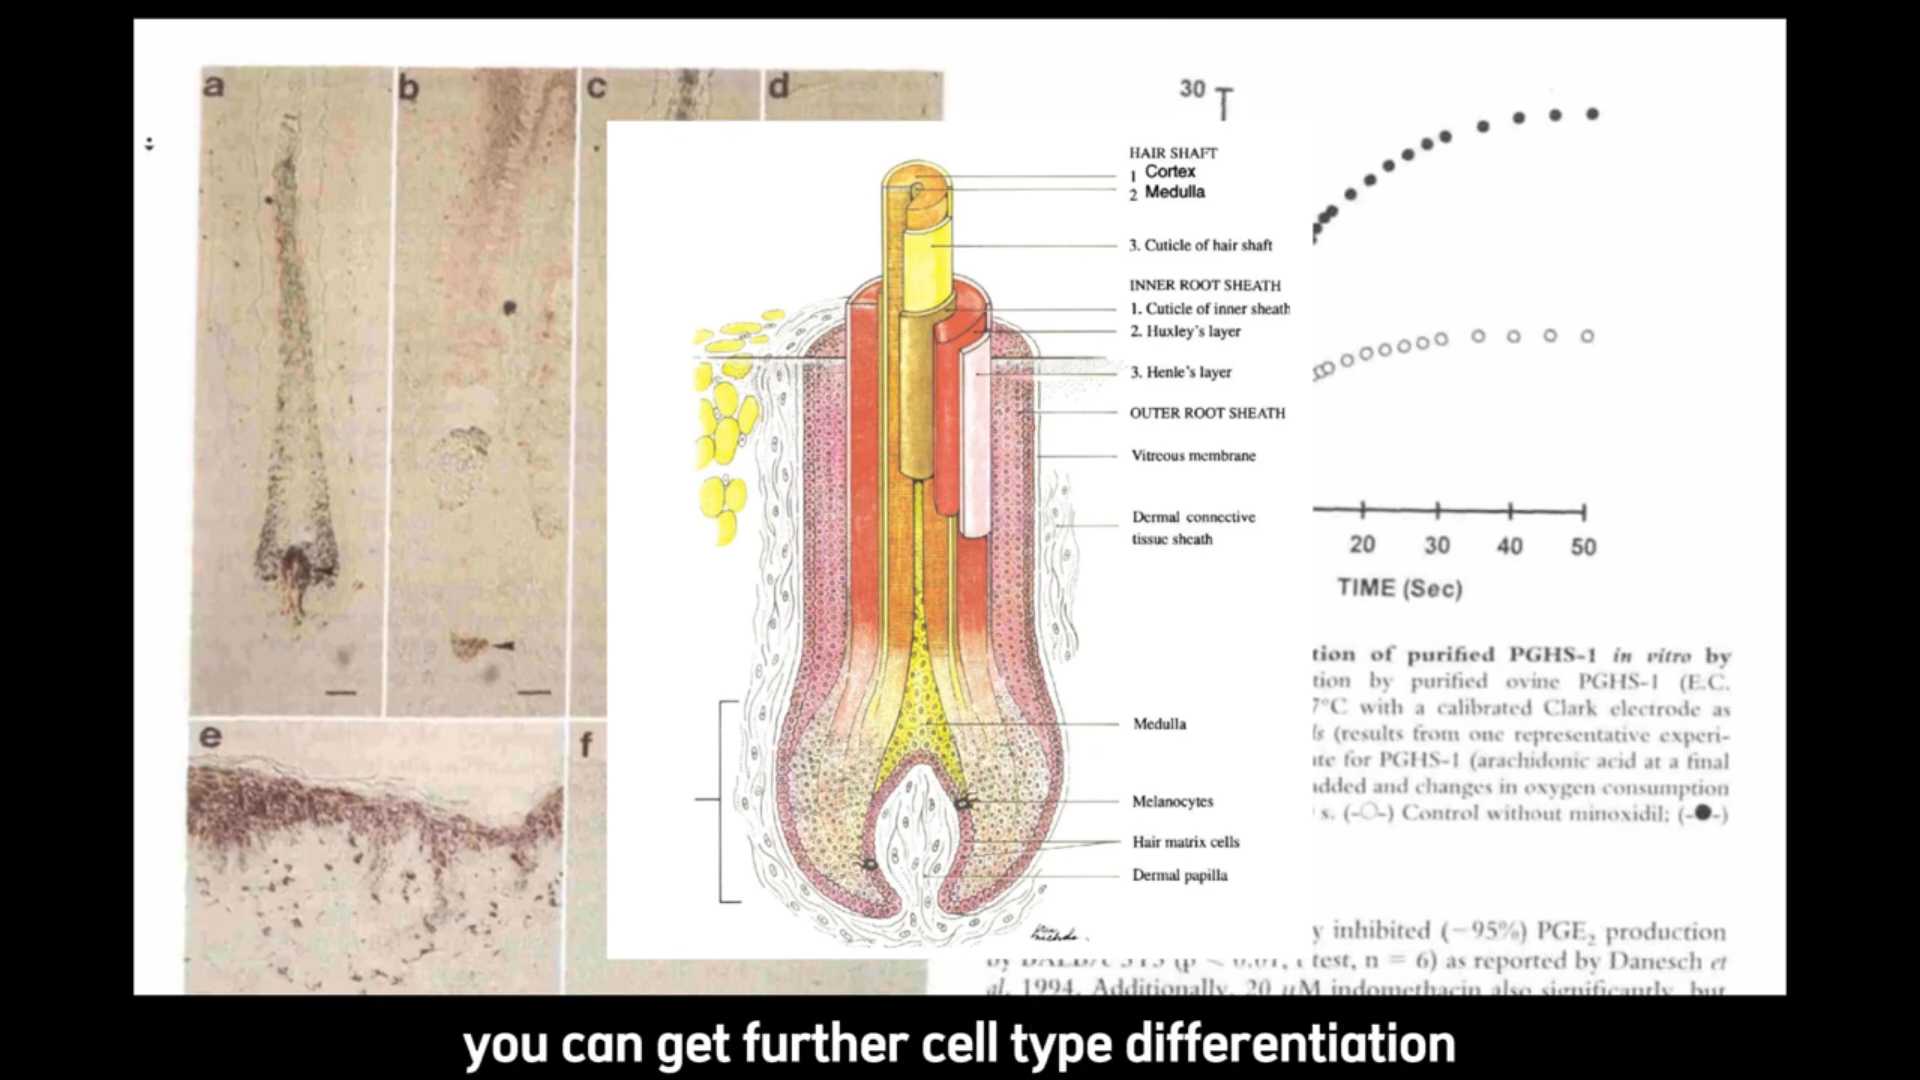 a
b
c
d
e
f
HAIR SHAFT
1 Cortex
2 Medulla
3. Cuticle of hair shaft
INNER ROOT SHEATH
1. Cuticle of inner sheath
2. Huxley's layer
3. Henle's layer
OUTER ROOT SHEATH
Vitreous membrane
Dermal connective
tissue sheath
Medulla
Melanocytes
Hair matrix cells
Dermal papilla
30
20 30 40 50
TIME (Sec)
tion of purified PGHS-1 in vitro by
tion by purified ovine PGHS-1 (E.C.
7°C with a calibrated Clark electrode as
(results from one representative experi-
for PGHS-1 (arachidonic acid at a final
added and changes in oxygen consumption
s. (-○-) Control without minoxidil; (-●-)
y inhibited (−95%) PGE₂ production
test, n = 6) as reported by Danesch et
al. 1994. Additionally, 20 μM indomethacin also significantly, but
you can get further cell type differentiation